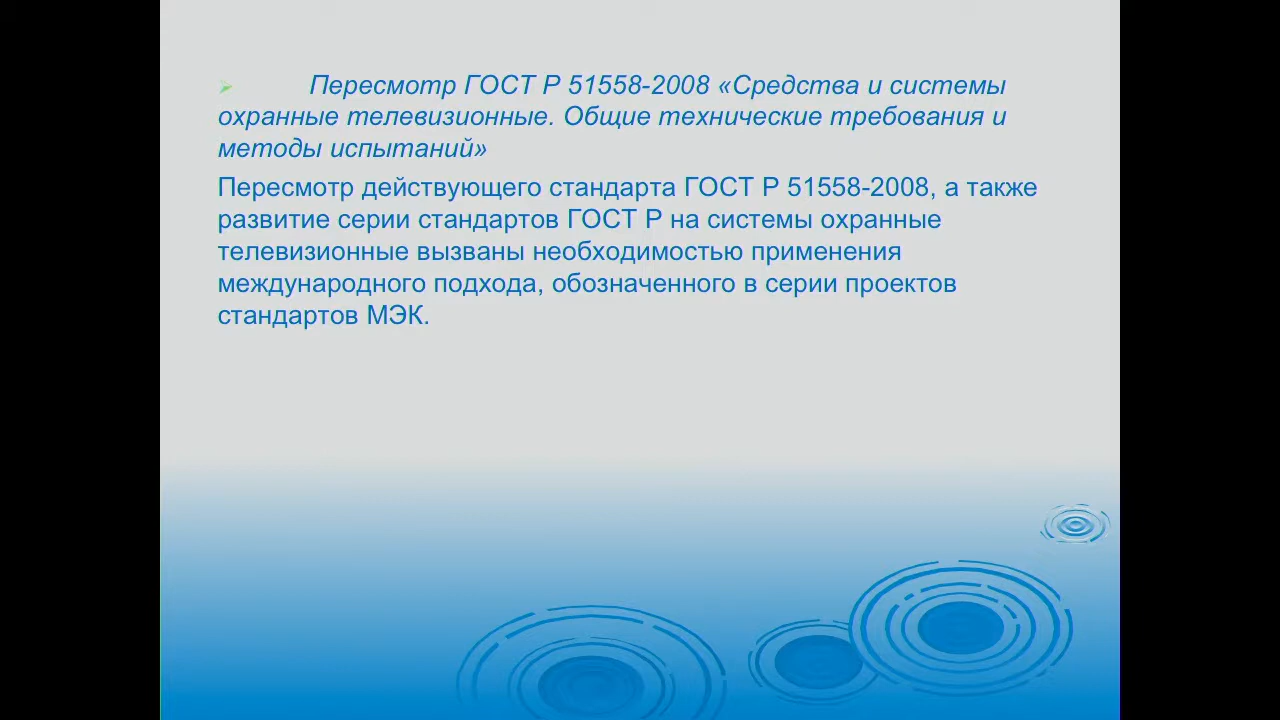 Пересмотр ГОСТ Р 51558-2008 «Средства и системы
охранные телевизионные. Общие технические требования и
методы испытаний»
Пересмотр действующего стандарта ГОСТ Р 51558-2008, а также
развитие серии стандартов ГОСТ Р на системы охранные
телевизионные вызваны необходимостью применения
международного подхода, обозначенного в серии проектов
стандартов МЭК.